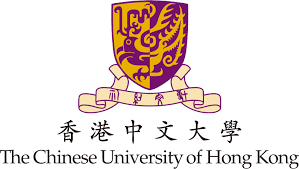 香港中文大學
The Chinese University of Hong Kong